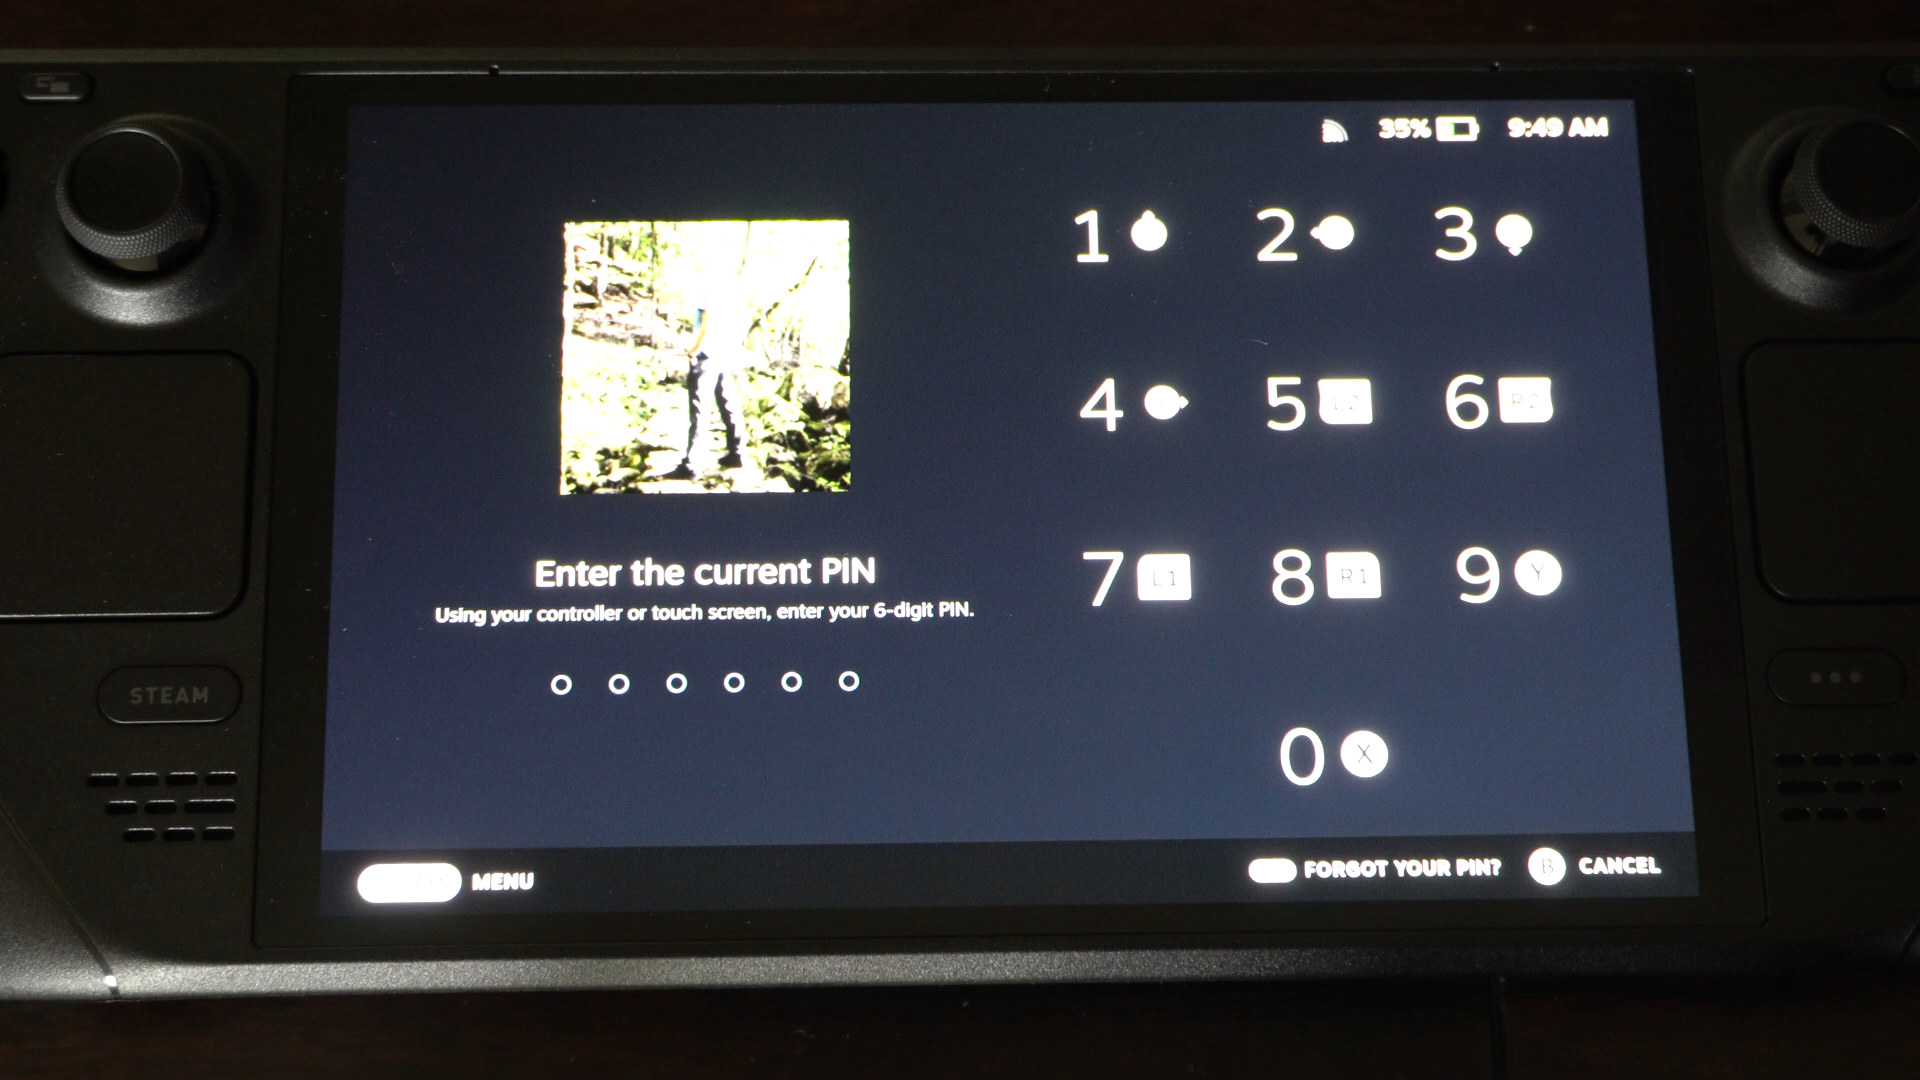 35% 9:49 AM
1 2 3
4 5 L2 6 R2
7 L1 8 R1 9 Y
0 X
Enter the current PIN
Using your controller or touch screen, enter your 6-digit PIN.
STEAM
MENU
FORGOT YOUR PIN? B CANCEL